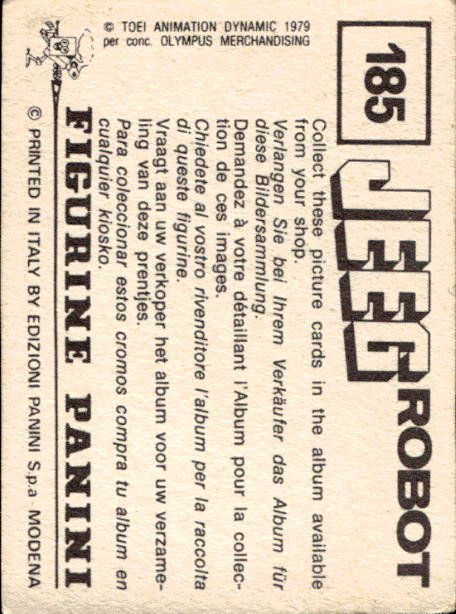 © TOEI ANIMATION DYNAMIC 1979
per conc. OLYMPUS MERCHANDISING
185
JEEG ROBOT
Collect these picture cards in the album available
from your shop.
Verlangen Sie bei Ihrem Verkäufer das Album für
diese Bildersammlung.
Demandez à votre détaillant l'Album pour la collec-
tion de ces images.
Chiedete al vostro rivenditore l'album per la raccolta
di queste figurine.
Vraagt aan uw verkoper het album voor uw verzame-
ling van deze prentjes.
Para coleccionar estos cromos compra tu album en
cualquier kiosko.
FIGURINE PANINI
© PRINTED IN ITALY BY EDIZIONI PANINI S.p.a - MODENA